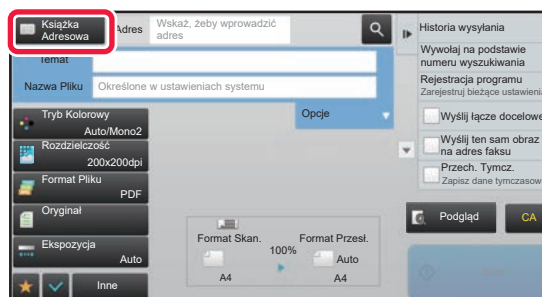 Książka
Adresowa
Adres
Wskaż, żeby wprowadzić
adres
Temat
Nazwa Pliku
Określone w ustawieniach systemu
Opcje
Tryb Kolorowy
Auto/Mono2
Rozdzielczość
200x200dpi
Format Pliku
PDF
Oryginał
Ekspozycja
Auto
Inne
Format Skan.
A4
100%
Format Przesł.
Auto
A4
Historia wysyłania
Wywołaj na podstawie
numeru wyszukiwania
Rejestracja programu
Zarejestruj bieżące ustawieni
Wyślij łącze docelowe
Wyślij ten sam obraz
na adres faksu
Przech. Tymcz.
Zapisz dane tymczasow
Podgląd
CA